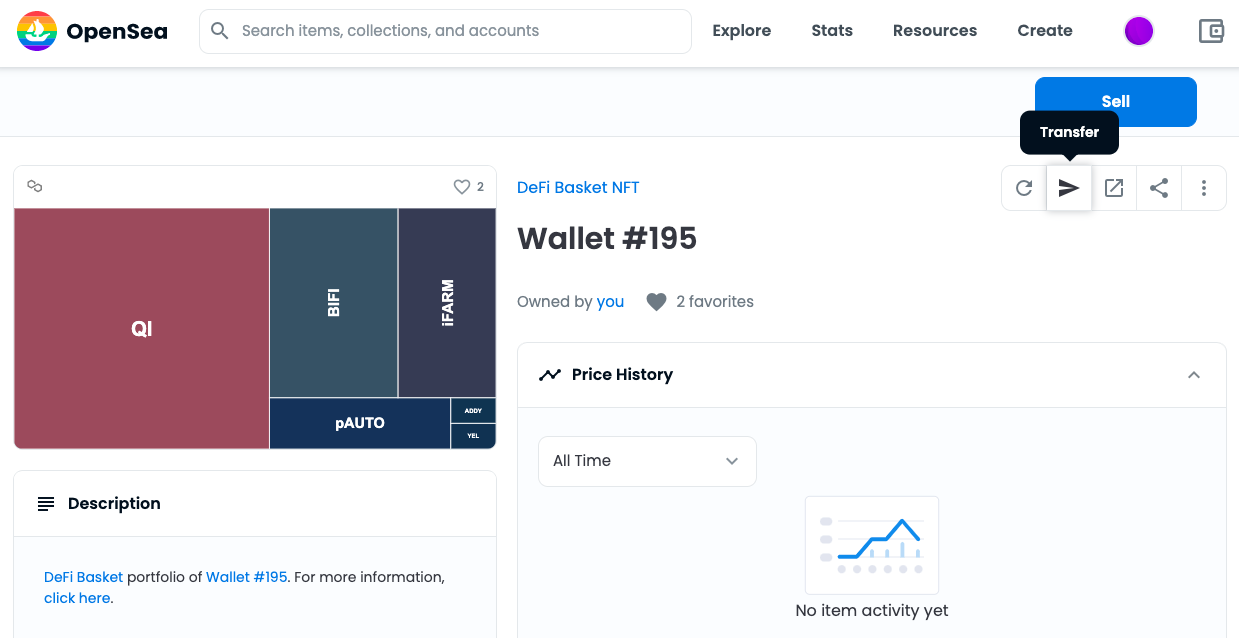 OpenSea
Search items, collections, and accounts
Explore
Stats
Resources
Create
Sell
Transfer
2
QI
BIFI
iFARM
pAUTO
ADDY
YEL
DeFi Basket NFT
Wallet #195
Owned by you
2 favorites
Price History
All Time
No item activity yet
Description
DeFi Basket portfolio of Wallet #195. For more information,
click here.